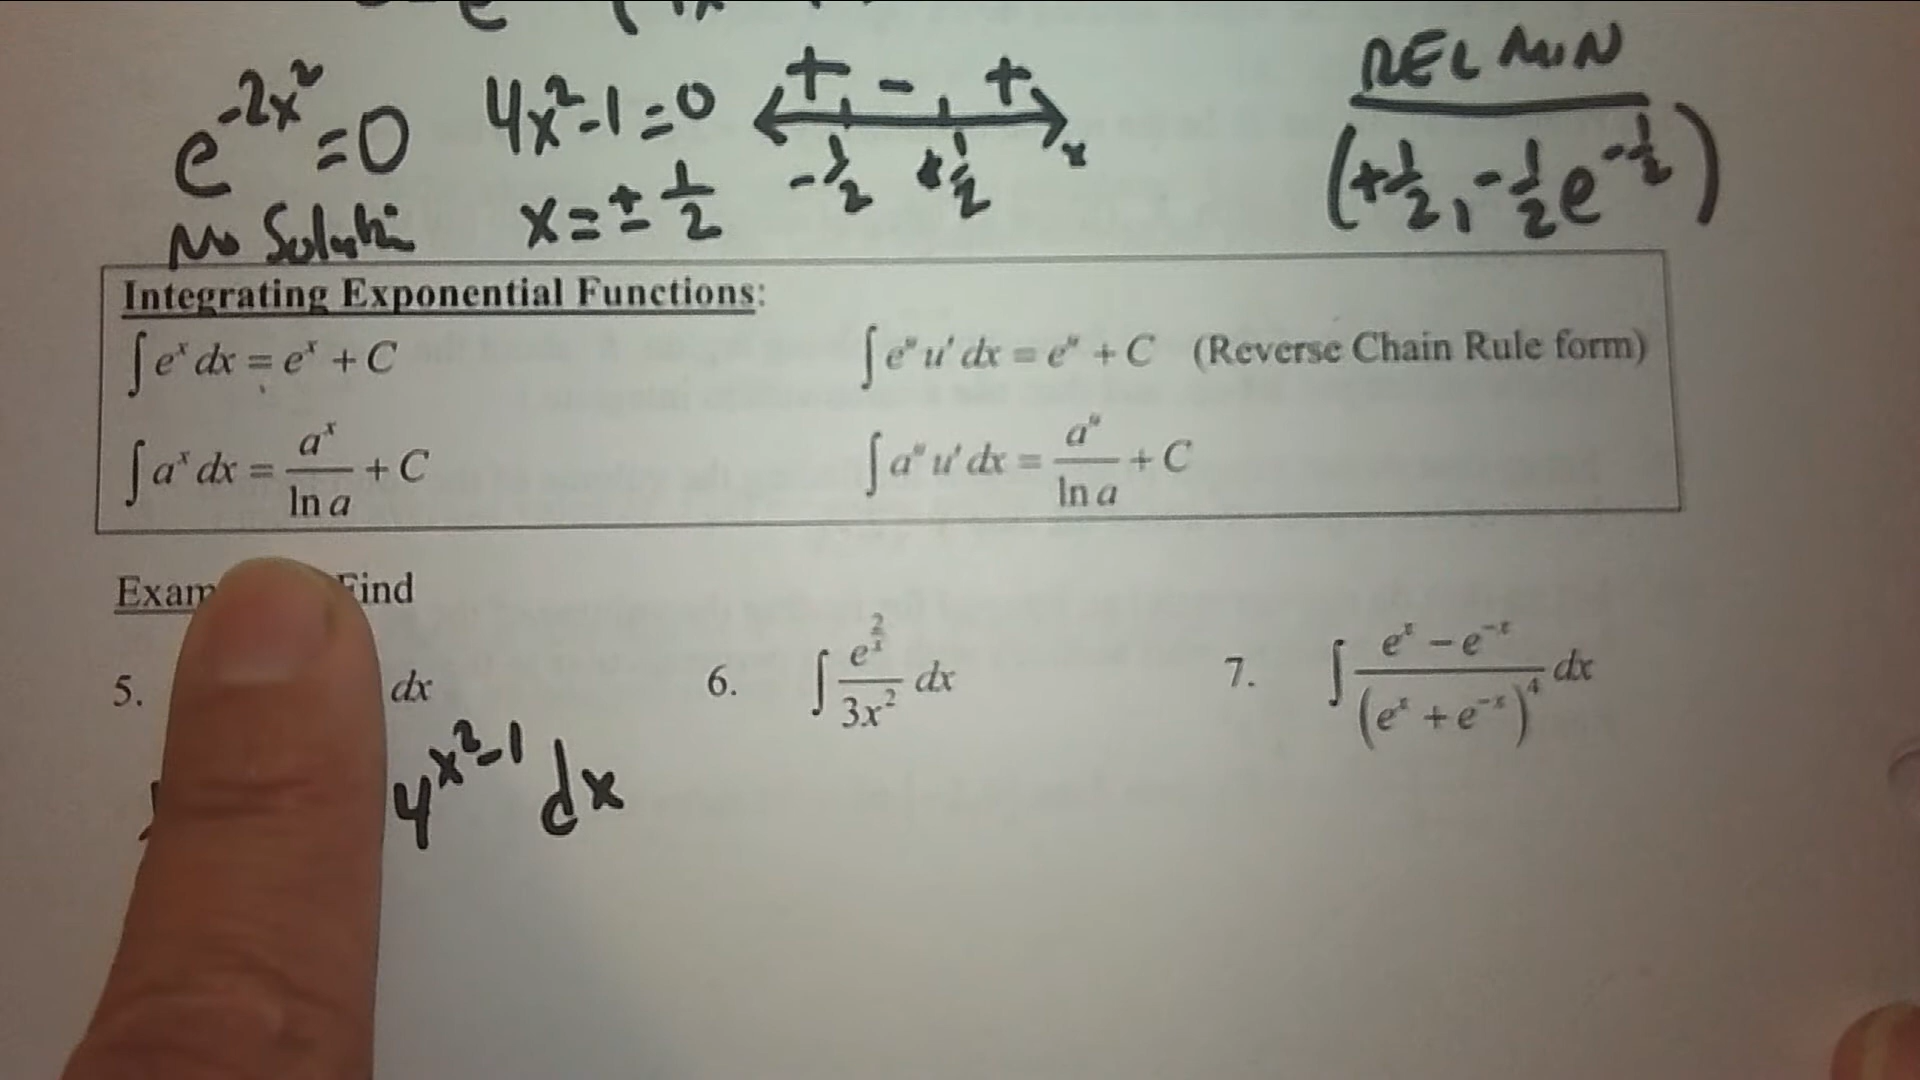 e^{-2x^2} = 0    4x^2 - 1 = 0    + - +    REL MIN
No Soluti    x = ± 1/2    -1/2    +1/2    x    (+1/2, -1/2 e^{-1/2})
Integrating Exponential Functions:
∫ e^x dx = e^x + C    ∫ e^u u' dx = e^u + C (Reverse Chain Rule form)
∫ a^x dx = a^x / ln a + C    ∫ a^u u' dx = a^u / ln a + C
Exam    Find
5.    dx    6. ∫ e^{2/x} / 3x^2 dx    7. ∫ (e^x - e^{-x}) / (e^x + e^{-x})^4 dx
4^{x^2-1} dx